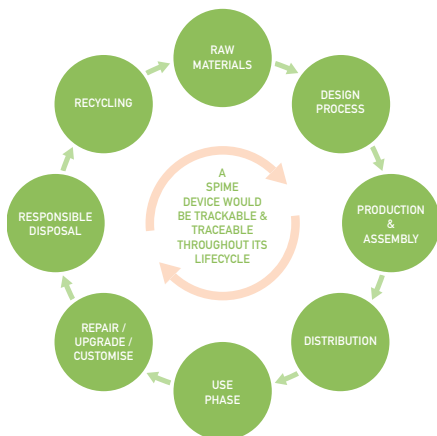 RAW
MATERIALS
DESIGN
PROCESS
PRODUCTION
&
ASSEMBLY
DISTRIBUTION
USE
PHASE
REPAIR /
UPGRADE /
CUSTOMISE
RESPONSIBLE
DISPOSAL
RECYCLING
A
SPIME
DEVICE WOULD
BE TRACKABLE &
TRACEABLE
THROUGHOUT ITS
LIFECYCLE